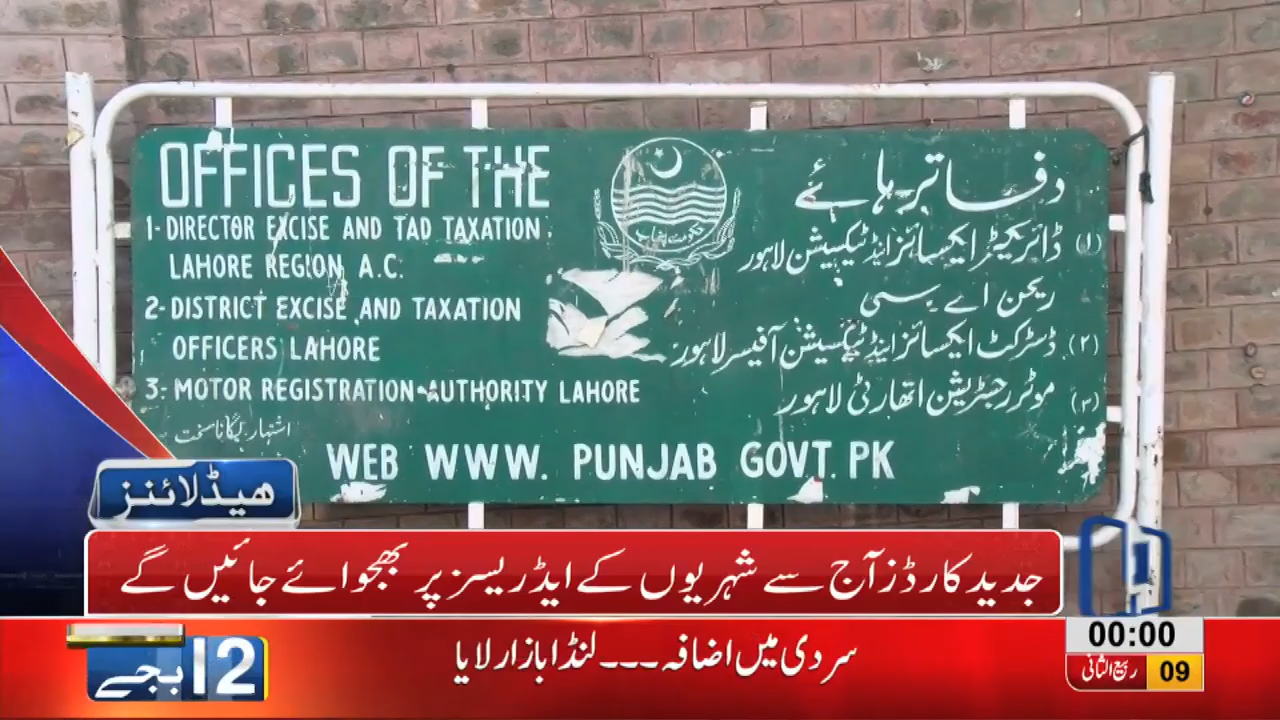 OFFICES OF THE
1- DIRECTOR EXCISE AND TAD TAXATION
LAHORE REGION A.C.
2- DISTRICT EXCISE AND TAXATION
OFFICERS LAHORE
3- MOTOR REGISTRATION AUTHORITY LAHORE
دفاتر ہائے
(۱) ڈائریکٹر ایکسائز اینڈ ٹیکسیشن لاہور
ریجن اے سی
(۲) ڈسٹرکٹ ایکسائز اینڈ ٹیکسیشن آفیسر لاہور
(۳) موٹر رجسٹریشن اتھارٹی لاہور
حکومت پنجاب
اشتہار لگانا سخت
WEB WWW. PUNJAB GOVT. PK
ہیڈلائنز
جدید کارڈز آج سے شہریوں کے ایڈریسز پر بھجوائے جائیں گے
سردی میں اضافہ ۔۔۔ لنڈا بازار لایا
12 بجے
00:00
09 ربیع الثانی